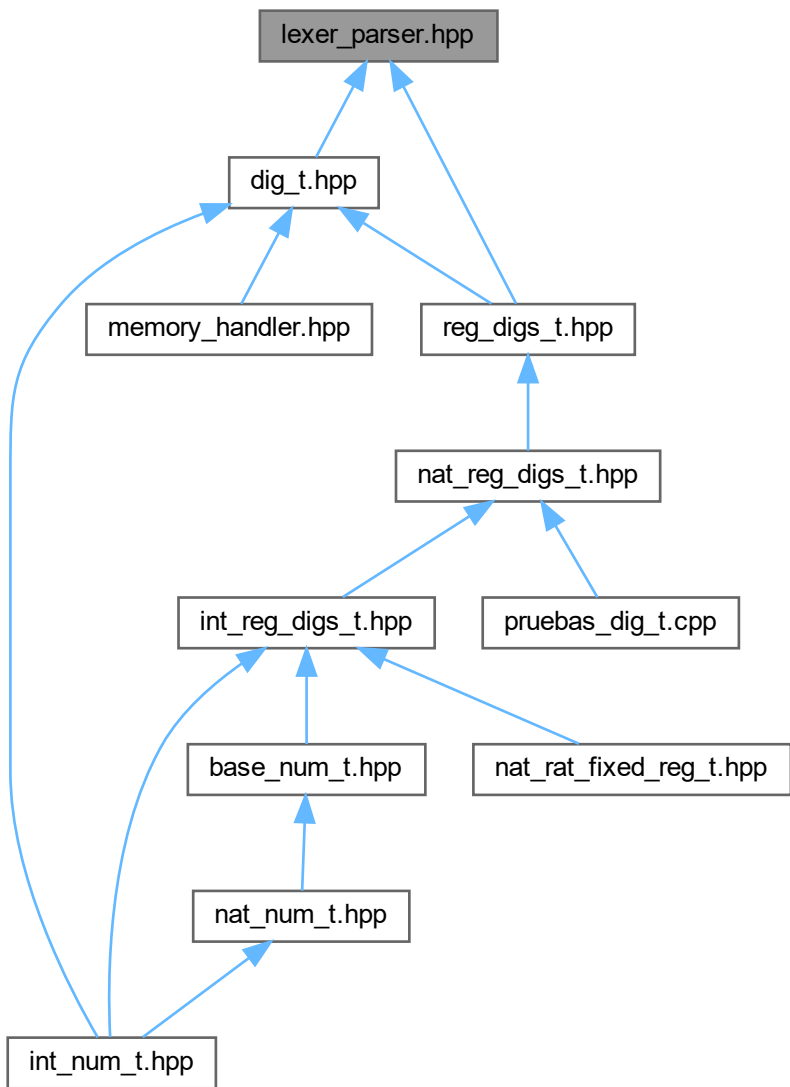 lexer_parser.hpp
dig_t.hpp
memory_handler.hpp
reg_digs_t.hpp
nat_reg_digs_t.hpp
int_reg_digs_t.hpp
pruebas_dig_t.cpp
base_num_t.hpp
nat_rat_fixed_reg_t.hpp
nat_num_t.hpp
int_num_t.hpp